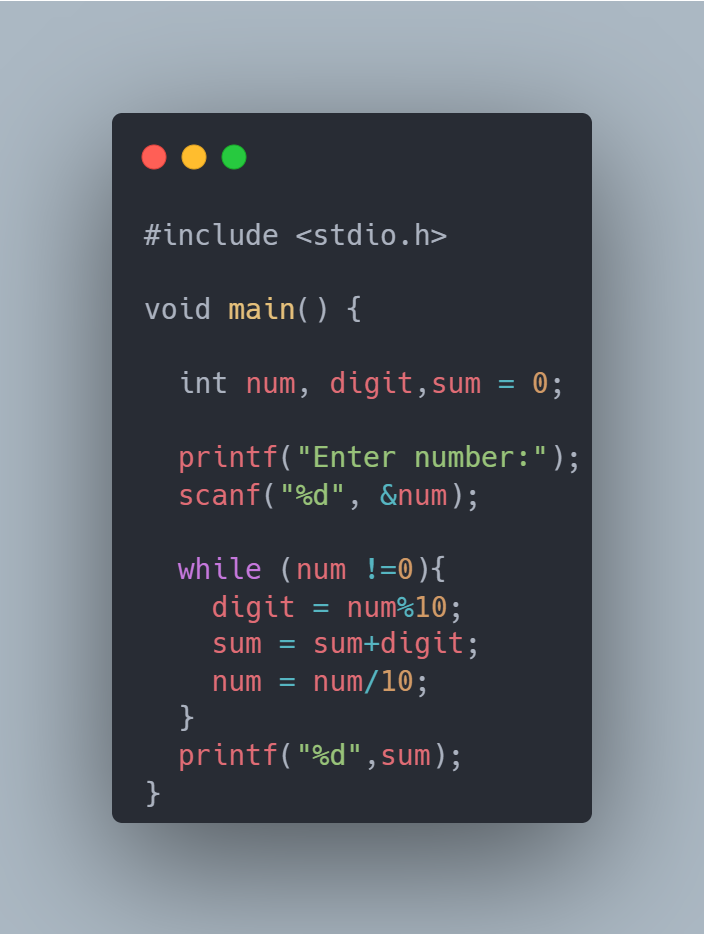 #include <stdio.h>
void main() {
int num, digit,sum = 0;
printf("Enter number:");
scanf("%d", &num);
while (num !=0){
digit = num%10;
sum = sum+digit;
num = num/10;
}
printf("%d",sum);
}